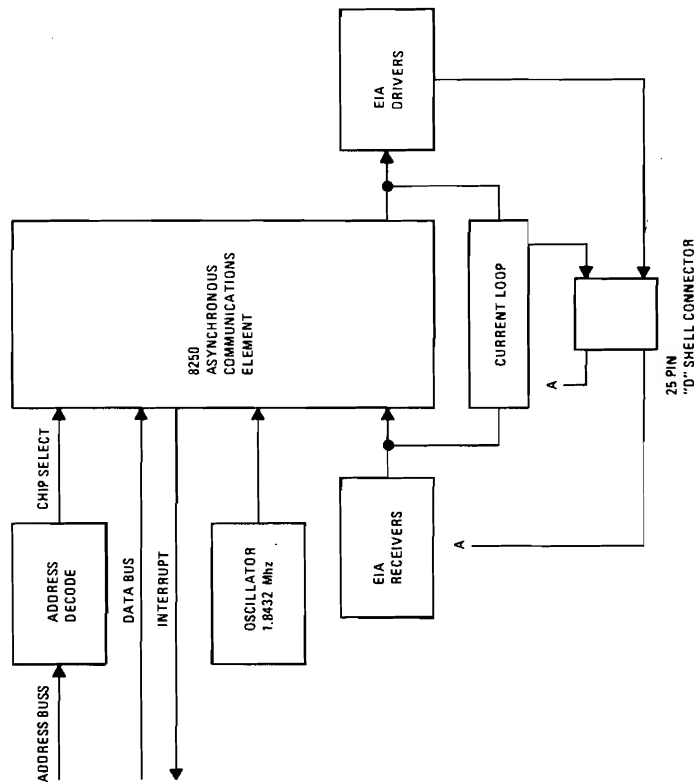 ADDRESS BUSS
ADDRESS
DECODE
CHIP SELECT
DATA BUS
INTERRUPT
OSCILLATOR
1.8432 Mhz
8250
ASYNCHRONOUS
COMMUNICATIONS
ELEMENT
EIA
RECEIVERS
EIA
DRIVERS
CURRENT LOOP
A
A
25 PIN
"D" SHELL CONNECTOR